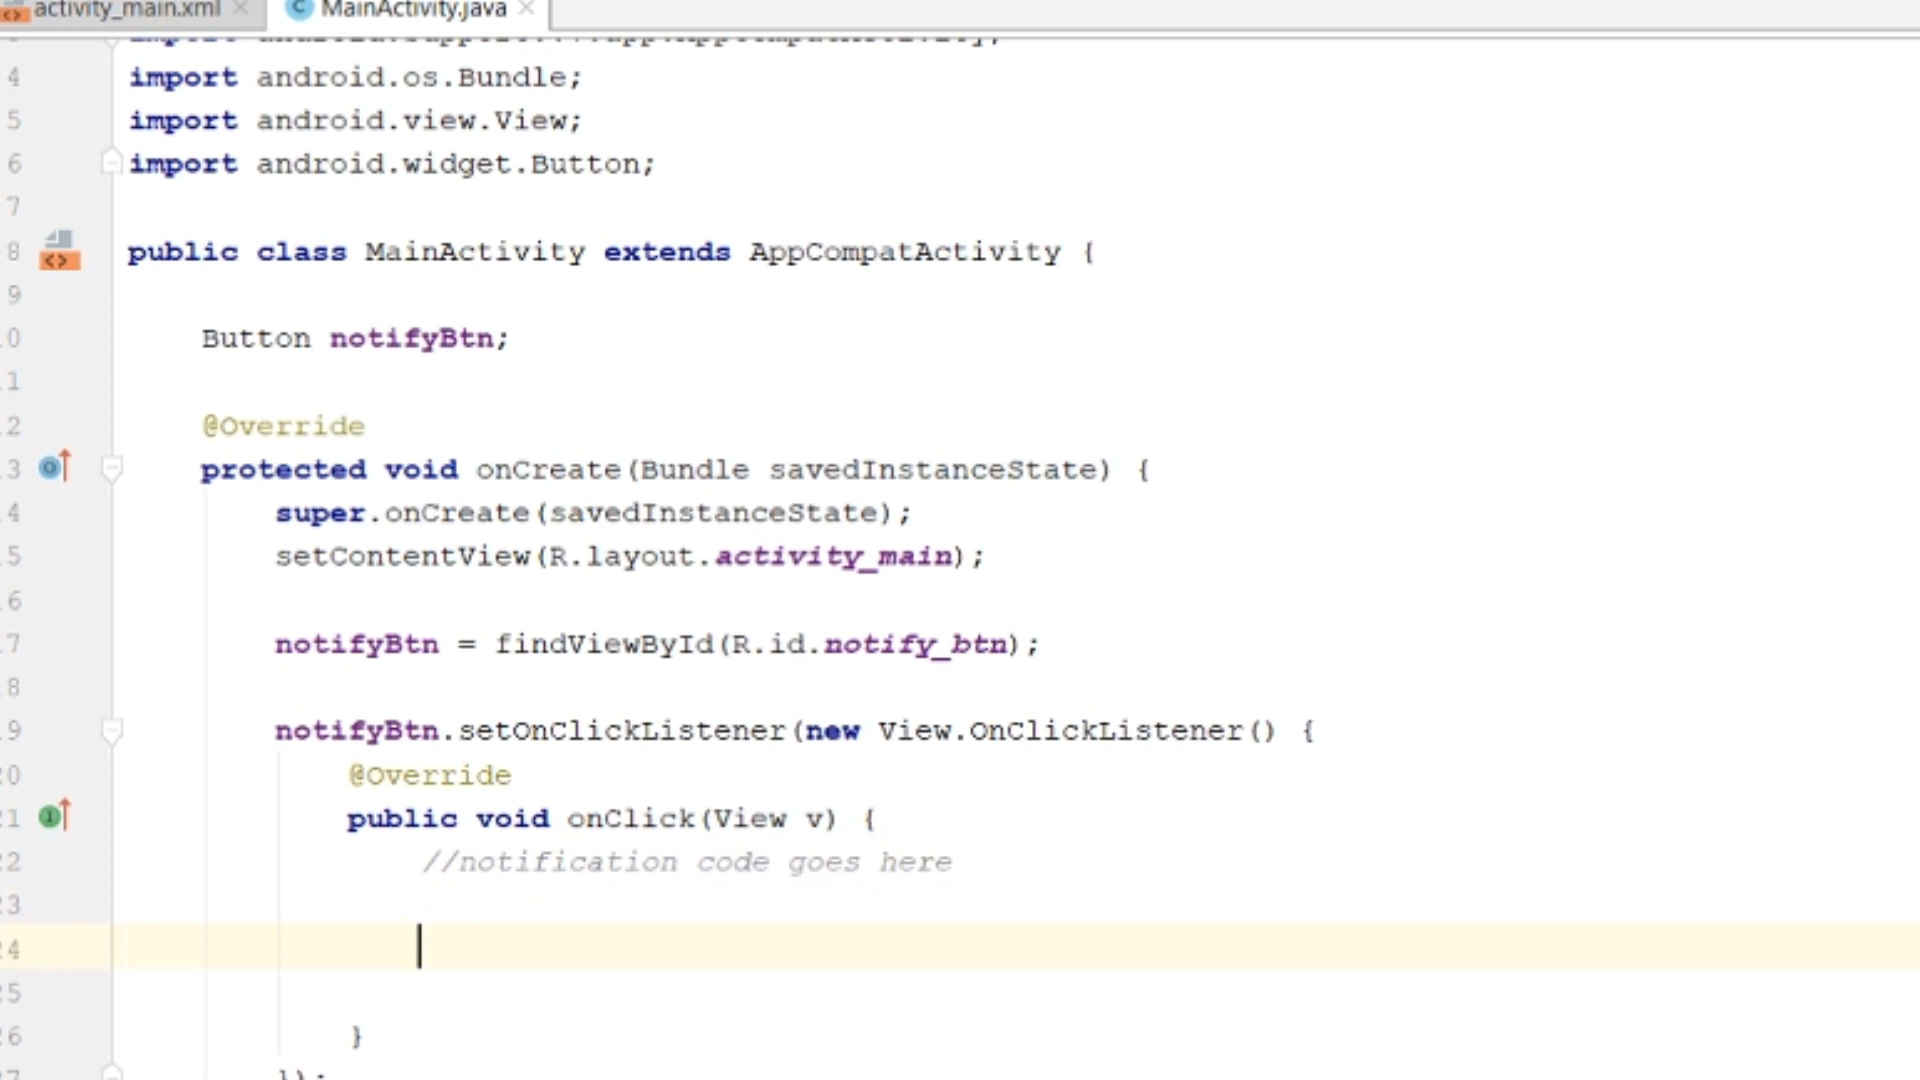 activity_main.xml MainActivity.java
4 import android.os.Bundle;
5 import android.view.View;
6 import android.widget.Button;
7
8 public class MainActivity extends AppCompatActivity {
9
0 Button notifyBtn;
1
2 @Override
3 protected void onCreate(Bundle savedInstanceState) {
4 super.onCreate(savedInstanceState);
5 setContentView(R.layout.activity_main);
6
7 notifyBtn = findViewById(R.id.notify_btn);
8
9 notifyBtn.setOnClickListener(new View.OnClickListener() {
20 @Override
21 public void onClick(View v) {
22 //notification code goes here
23
24
25
26 }
27 });